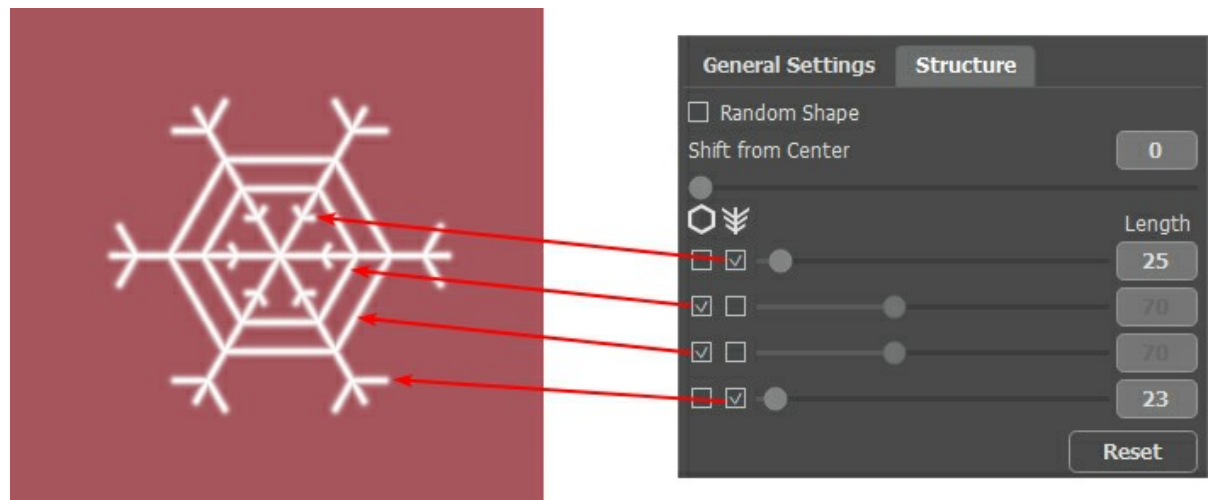 General Settings Structure
Random Shape
Shift from Center 0
Length
25
70
70
23
Reset